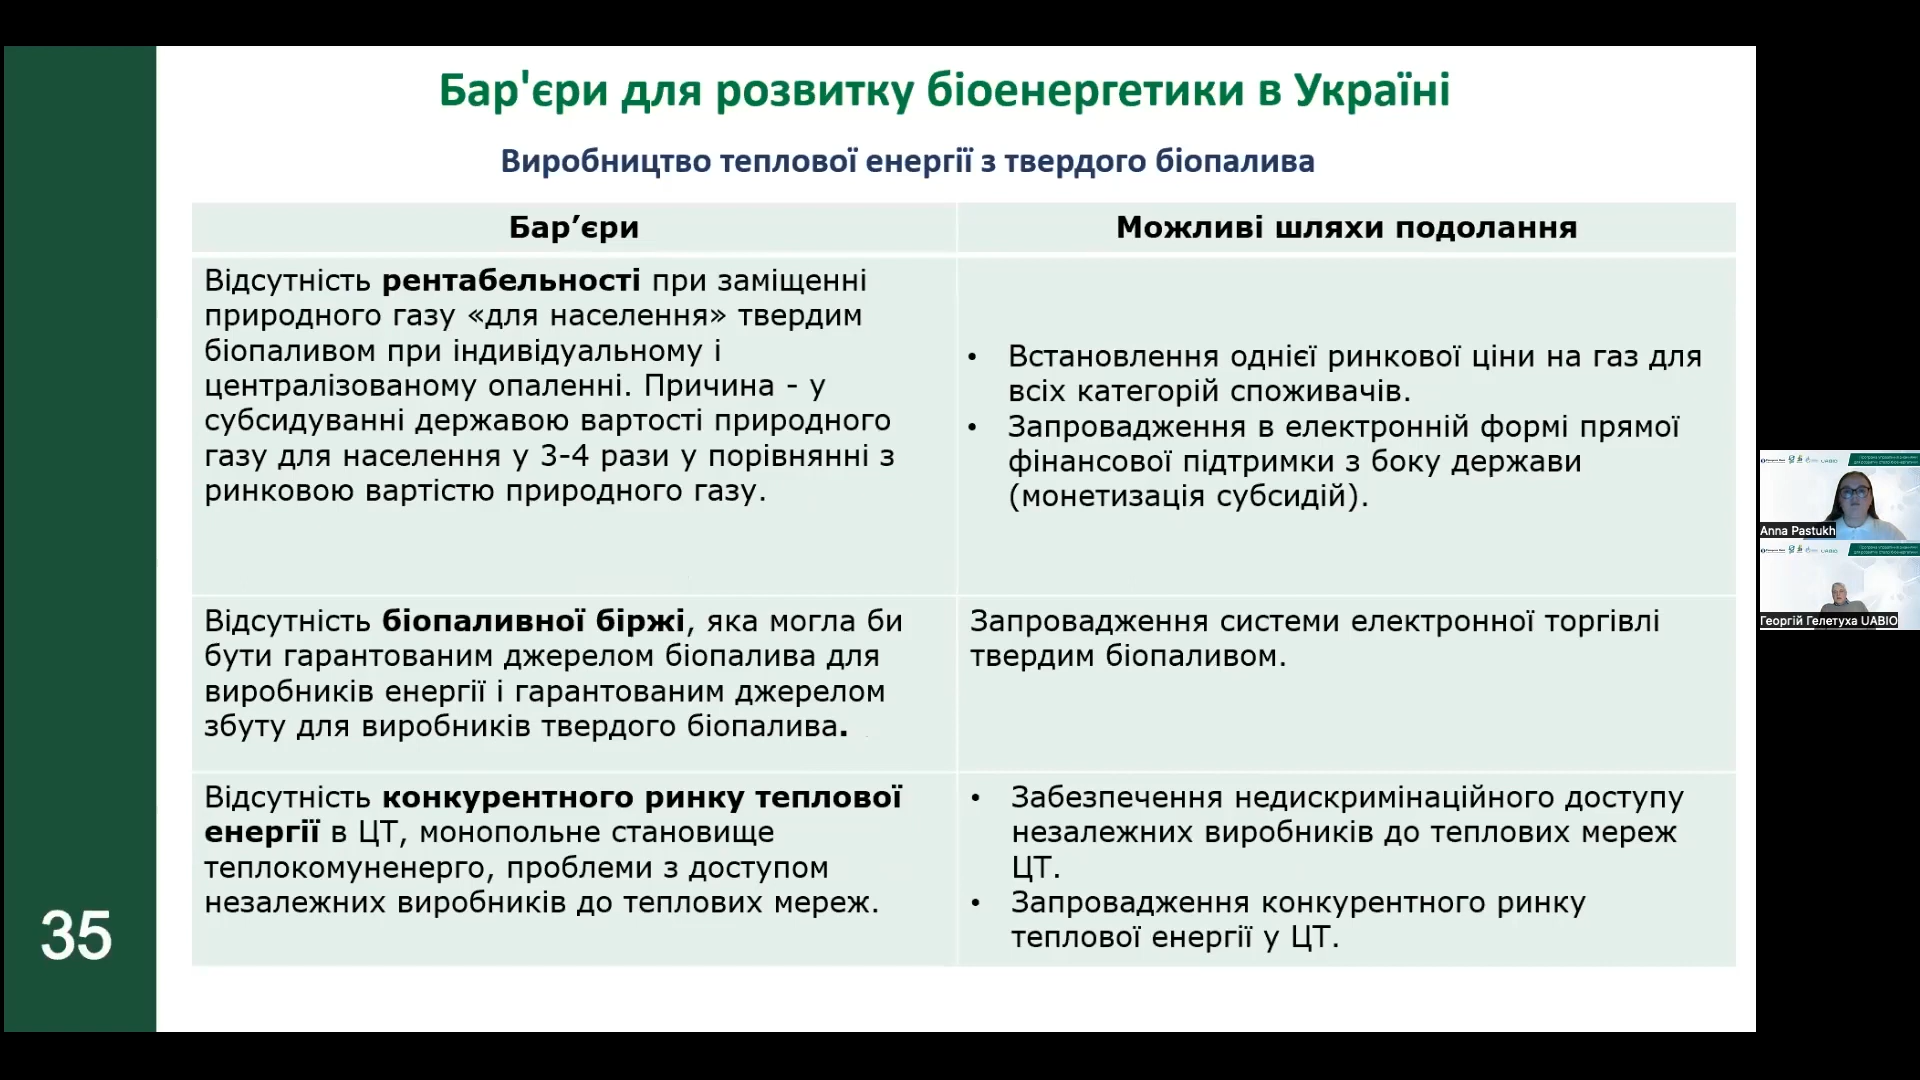 Бар'єри для розвитку біоенергетики в Україні
Виробництво теплової енергії з твердого біопалива
Бар’єри
Можливі шляхи подолання
Відсутність рентабельності при заміщенні
природного газу «для населення» твердим
біопаливом при індивідуальному і
централізованому опаленні. Причина - у
субсидуванні державою вартості природного
газу для населення у 3-4 рази у порівнянні з
ринковою вартістю природного газу.
• Встановлення однієї ринкової ціни на газ для
всіх категорій споживачів.
• Запровадження в електронній формі прямої
фінансової підтримки з боку держави
(монетизація субсидій).
Відсутність біопаливної біржі, яка могла би
бути гарантованим джерелом біопалива для
виробників енергії і гарантованим джерелом
збуту для виробників твердого біопалива.
Запровадження системи електронної торгівлі
твердим біопаливом.
Відсутність конкурентного ринку теплової
енергії в ЦТ, монопольне становище
теплокомуненерго, проблеми з доступом
незалежних виробників до теплових мереж.
• Забезпечення недискримінаційного доступу
незалежних виробників до теплових мереж
ЦТ.
• Запровадження конкурентного ринку
теплової енергії у ЦТ.
35
Anna Pastukh
Георгій Гелетуха UABIO